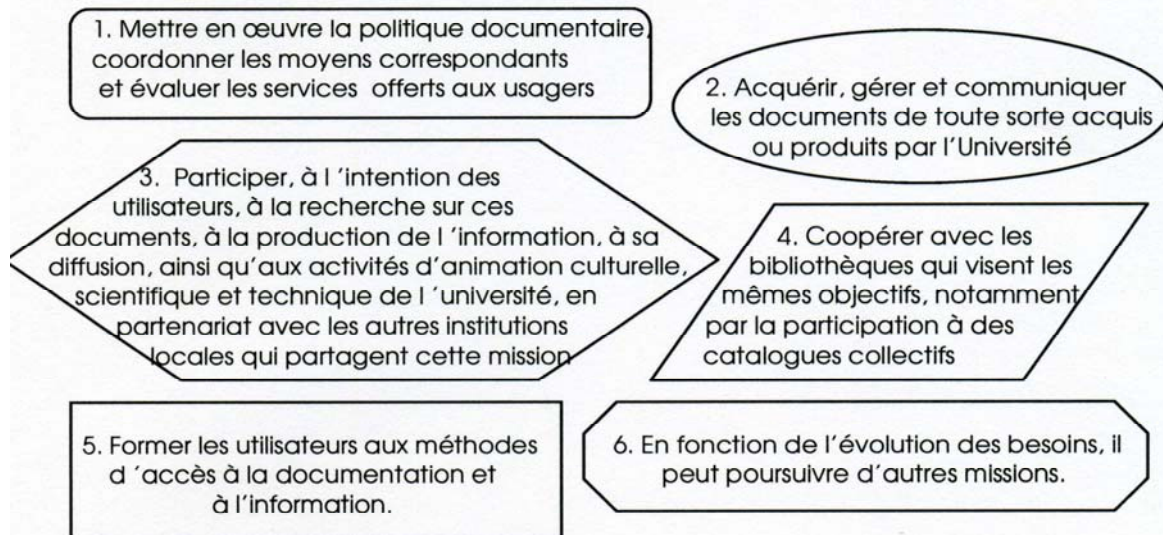 1. Mettre en œuvre la politique documentaire,
coordonner les moyens correspondants
et évaluer les services offerts aux usagers
2. Acquérir, gérer et communiquer
les documents de toute sorte acquis
ou produits par l'Université
3. Participer, à l 'intention des
utilisateurs, à la recherche sur ces
documents, à la production de l 'information, à sa
diffusion, ainsi qu'aux activités d'animation culturelle,
scientifique et technique de l 'université, en
partenariat avec les autres institutions
locales qui partagent cette mission
4. Coopérer avec les
bibliothèques qui visent les
mêmes objectifs, notamment
par la participation à des
catalogues collectifs
5. Former les utilisateurs aux méthodes
d 'accès à la documentation et
à l'information.
6. En fonction de l'évolution des besoins, il
peut poursuivre d'autres missions.